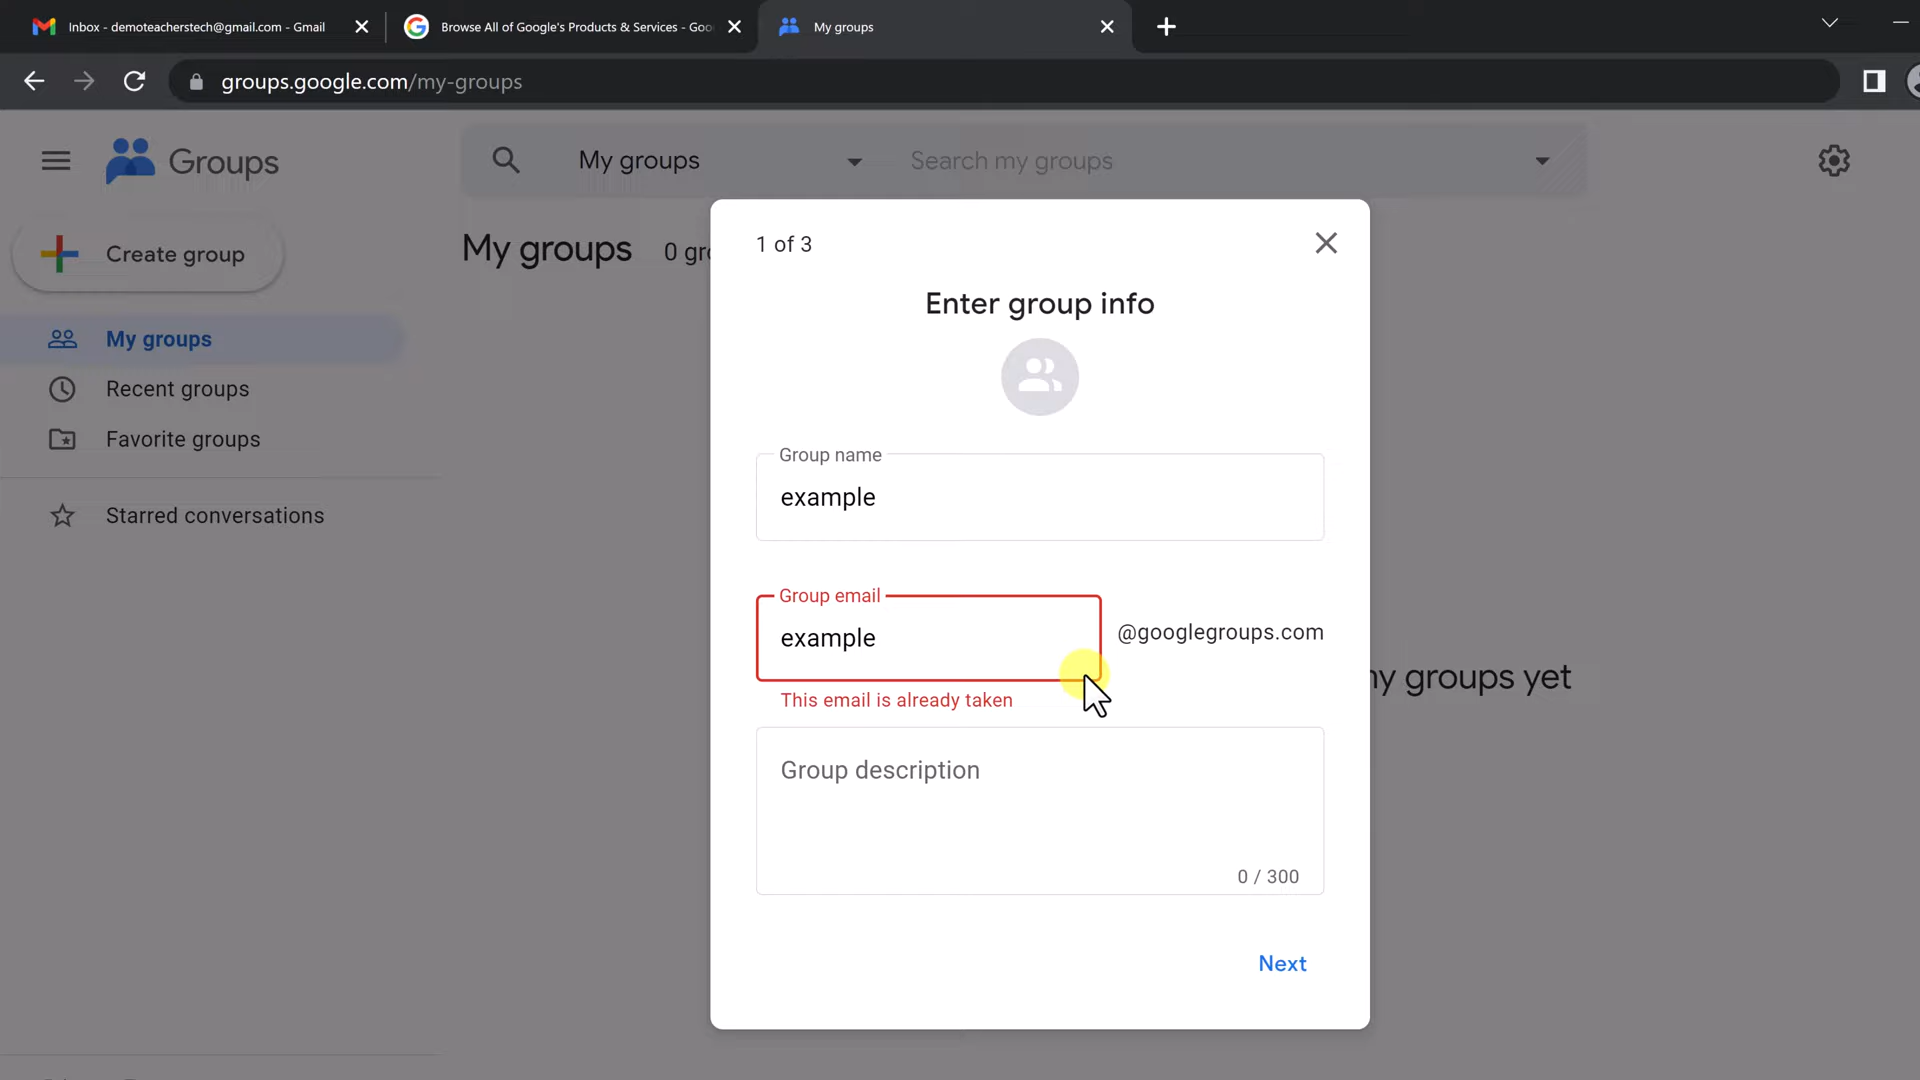 Inbox - demoteacherstech@gmail.com - Gmail
Browse All of Google's Products & Services - Goo
My groups
groups.google.com/my-groups
Groups
My groups
Search my groups
Create group
My groups
Recent groups
Favorite groups
Starred conversations
My groups 0 gro
1 of 3
Enter group info
Group name
example
Group email
example
@googlegroups.com
This email is already taken
Group description
0 / 300
Next
ny groups yet